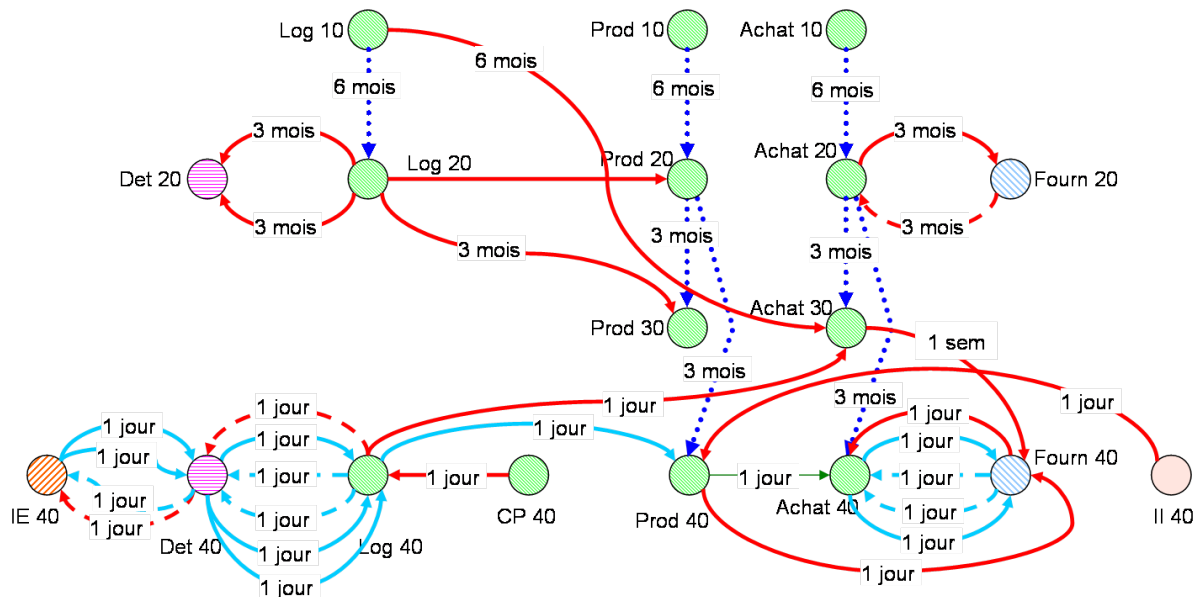 Log 10
Prod 10
Achat 10
6 mois
6 mois
6 mois
6 mois
3 mois
3 mois
Det 20
Log 20
Prod 20
Achat 20
Fourn 20
3 mois
3 mois
3 mois
3 mois
3 mois
Prod 30
Achat 30
1 sem
3 mois
3 mois
1 jour
1 jour
1 jour
1 jour
1 jour
1 jour
1 jour
1 jour
1 jour
1 jour
Fourn 40
1 jour
1 jour
1 jour
1 jour
1 jour
1 jour
1 jour
IE 40
Det 40
Log 40
CP 40
Prod 40
Achat 40
II 40
1 jour
1 jour
1 jour
1 jour
1 jour